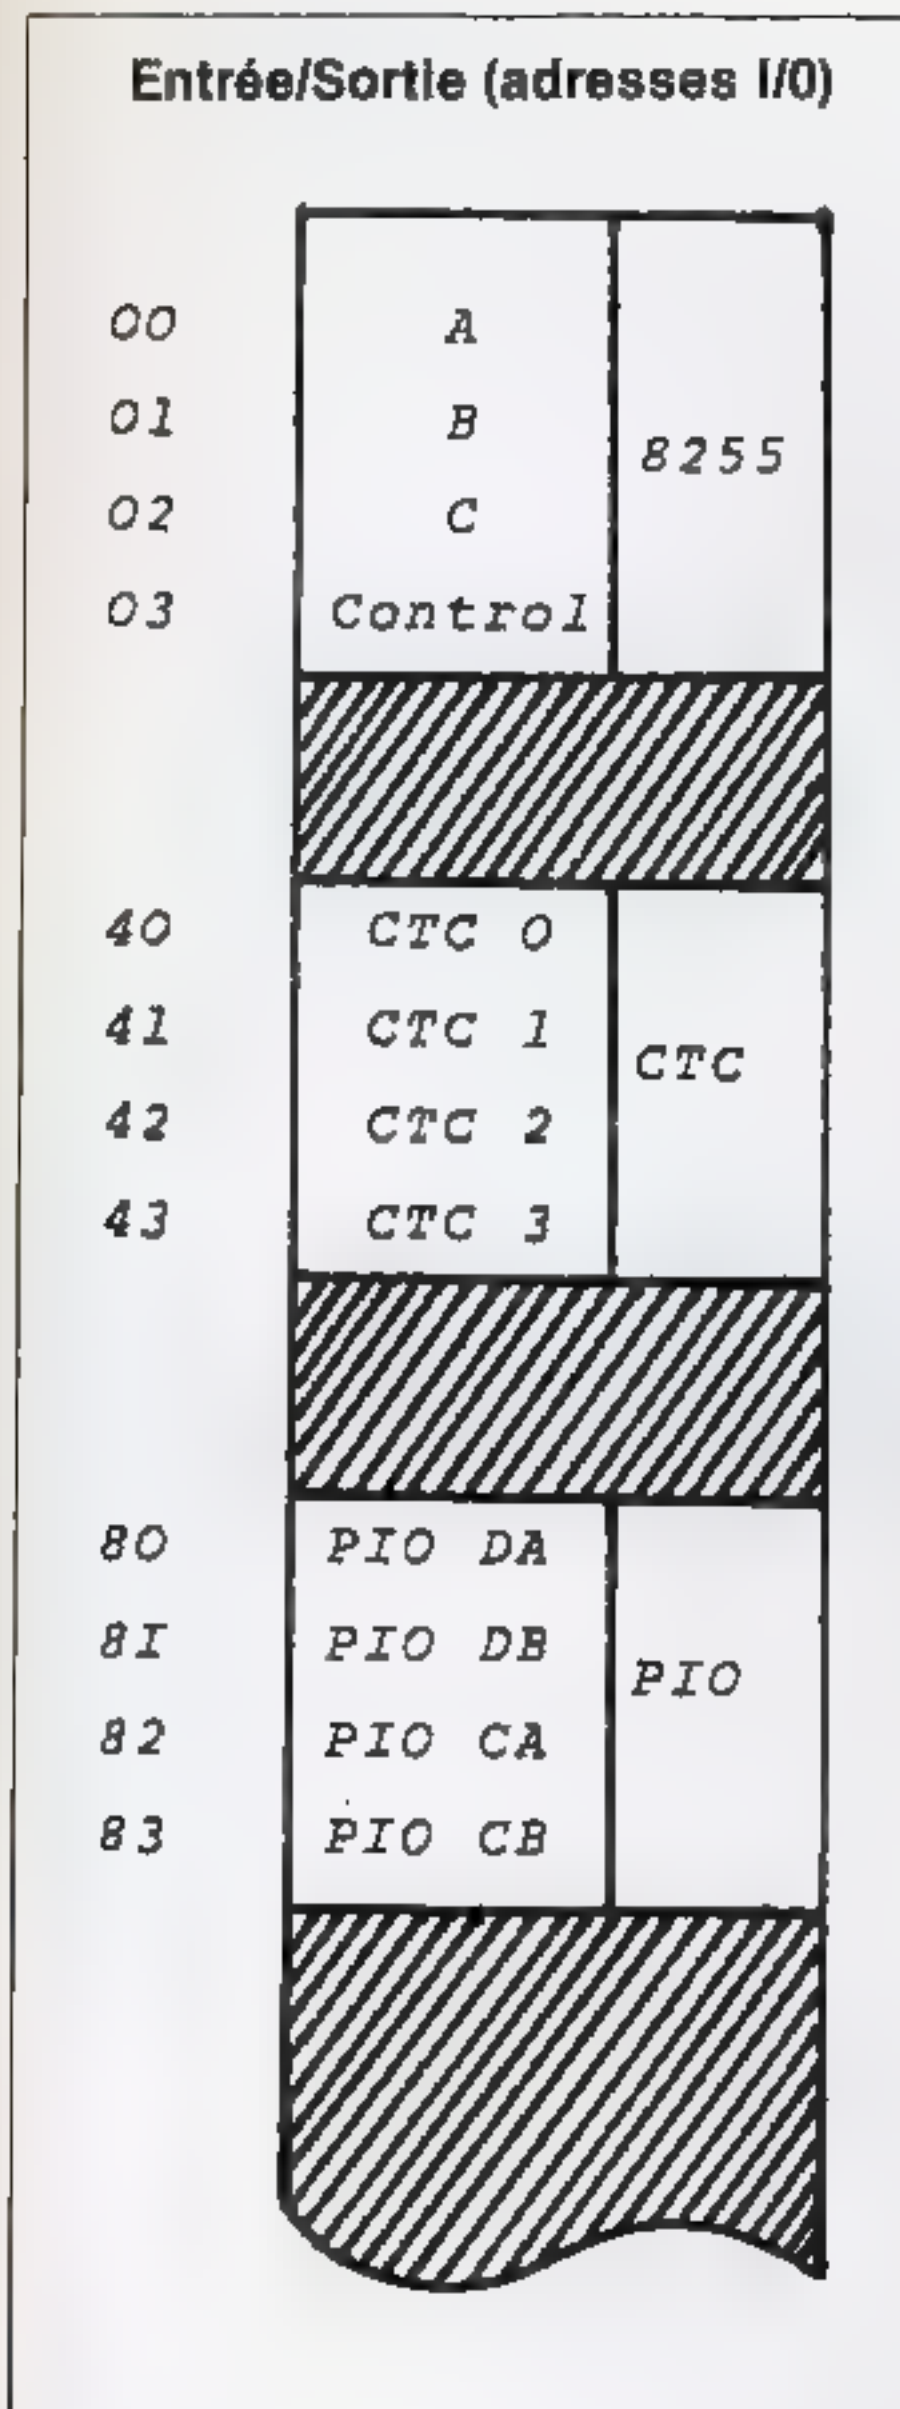 Entrée/Sortie (adresses I/0)
00 A
01 B
8255
02 C
03 Control
40 CTC 0
41 CTC 1
CTC
42 CTC 2
43 CTC 3
80 PIO DA
8I PIO DB
PIO
82 PIO CA
83 PIO CB